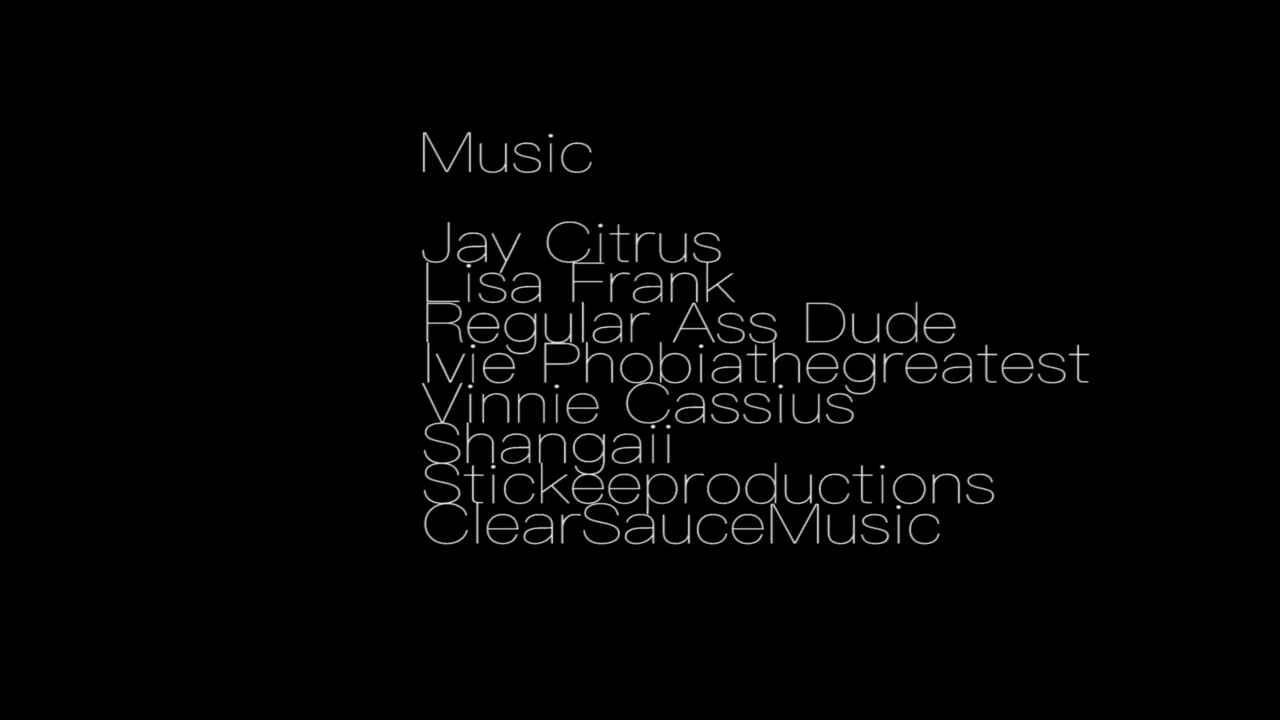 Music
Jay Citrus
Lisa Frank
Regular Ass Dude
Ivie Phobiathegreatest
Vinnie Cassius
Shangaii
Stickeeproductions
ClearSauceMusic